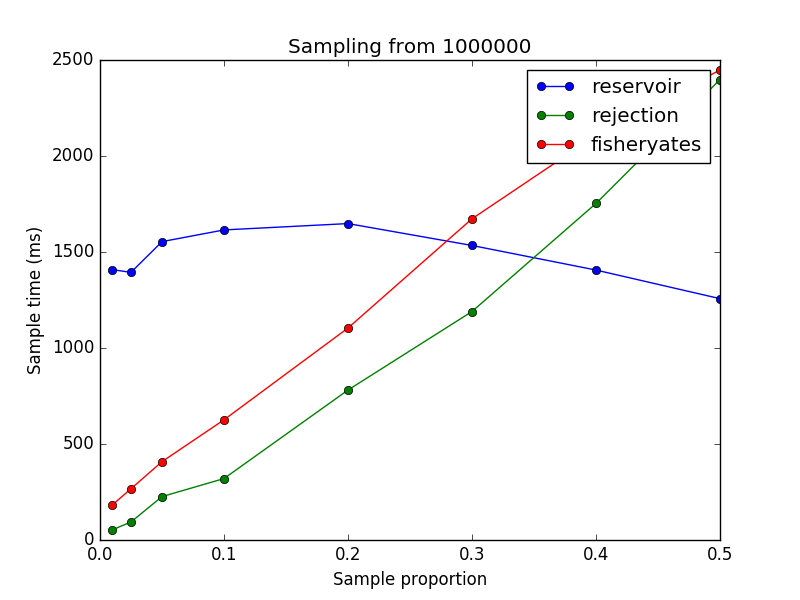 Sampling from 1000000
2500
2000
1500
1000
500
0
Sample time (ms)
reservoir
rejection
fisheryates
0.0 0.1 0.2 0.3 0.4 0.5
Sample proportion